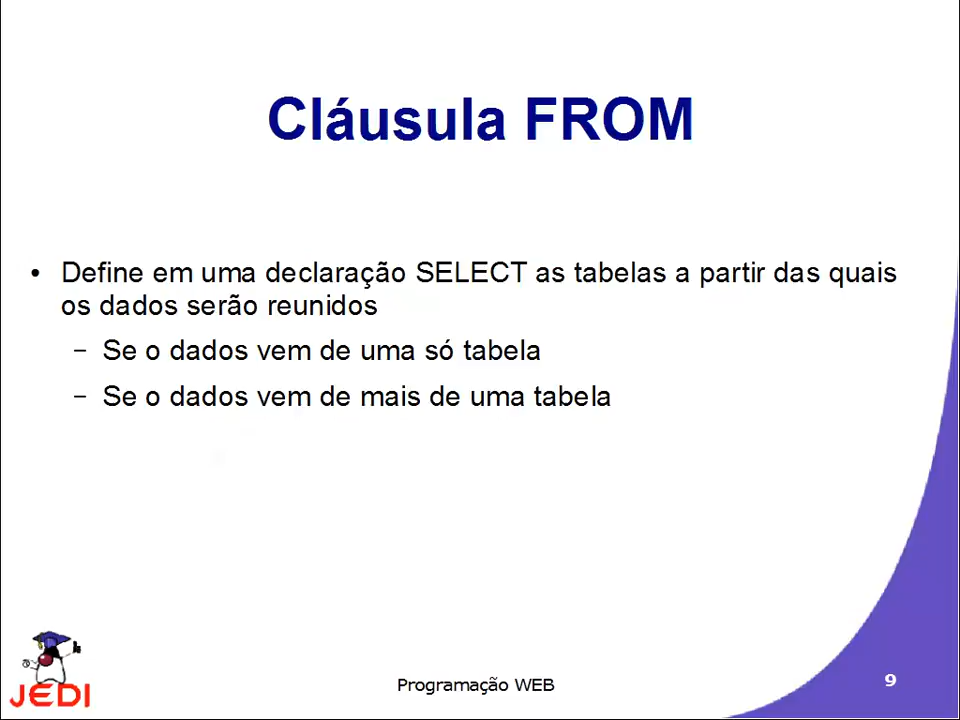 Cláusula FROM
• Define em uma declaração SELECT as tabelas a partir das quais
os dados serão reunidos
– Se o dados vem de uma só tabela
– Se o dados vem de mais de uma tabela
JEDI
Programação WEB
9